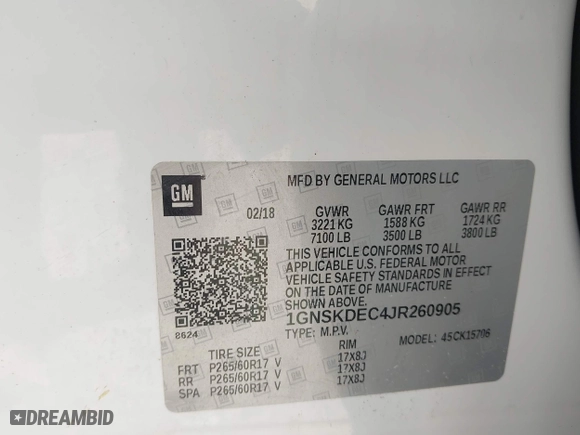 GM
MFD BY GENERAL MOTORS LLC
02/18
GVWR GAWR FRT GAWR RR
3221 KG 1588 KG 1724 KG
7100 LB 3500 LB 3800 LB
THIS VEHICLE CONFORMS TO ALL
APPLICABLE U.S. FEDERAL MOTOR
VEHICLE SAFETY STANDARDS IN EFFECT
ON THE DATE OF MANUFACTURE
SHOWN ABOVE.
1GNSKDEC4JR260905
8624
TYPE: M.P.V. MODEL:
TIRE SIZE RIM
FRT P265/60R17 V 17X8J
RR P265/60R17 V 17X8J
SPA P265/60R17 V 17X8J
DREAMBID